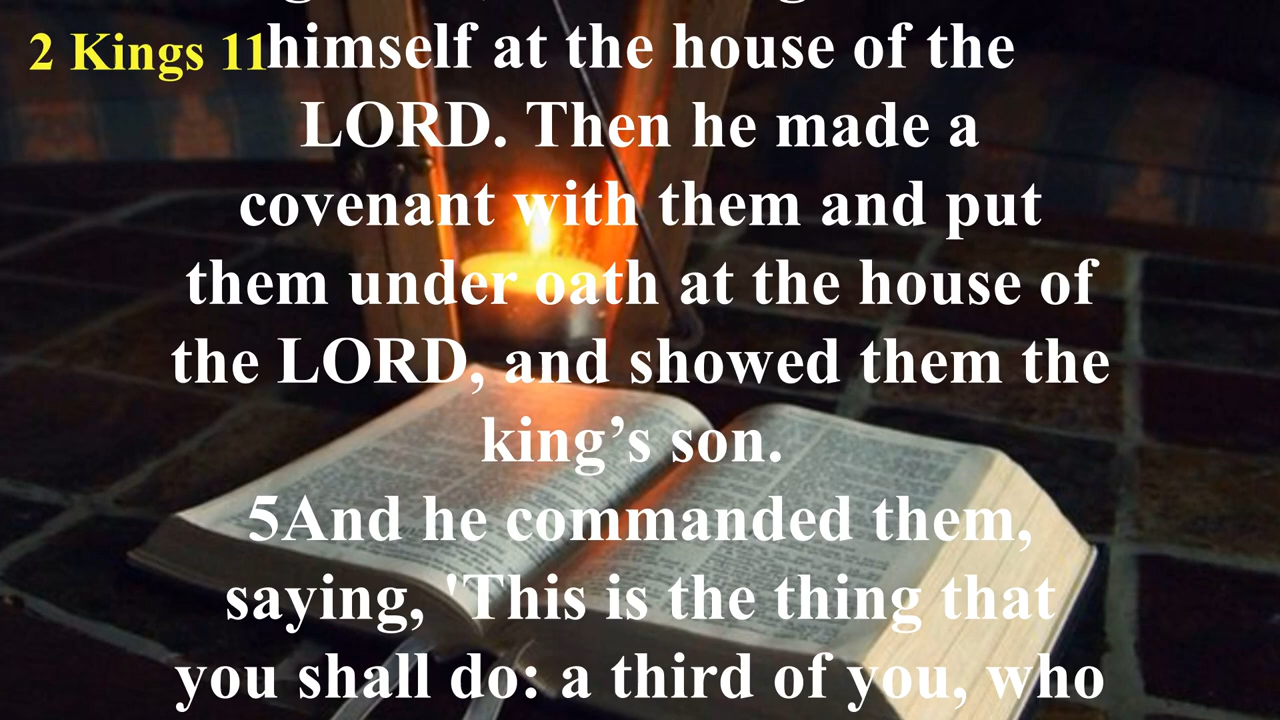 2 Kings 11
himself at the house of the
LORD. Then he made a
covenant with them and put
them under oath at the house of
the LORD, and showed them the
king’s son.
5And he commanded them,
saying, 'This is the thing that
you shall do: a third of you, who